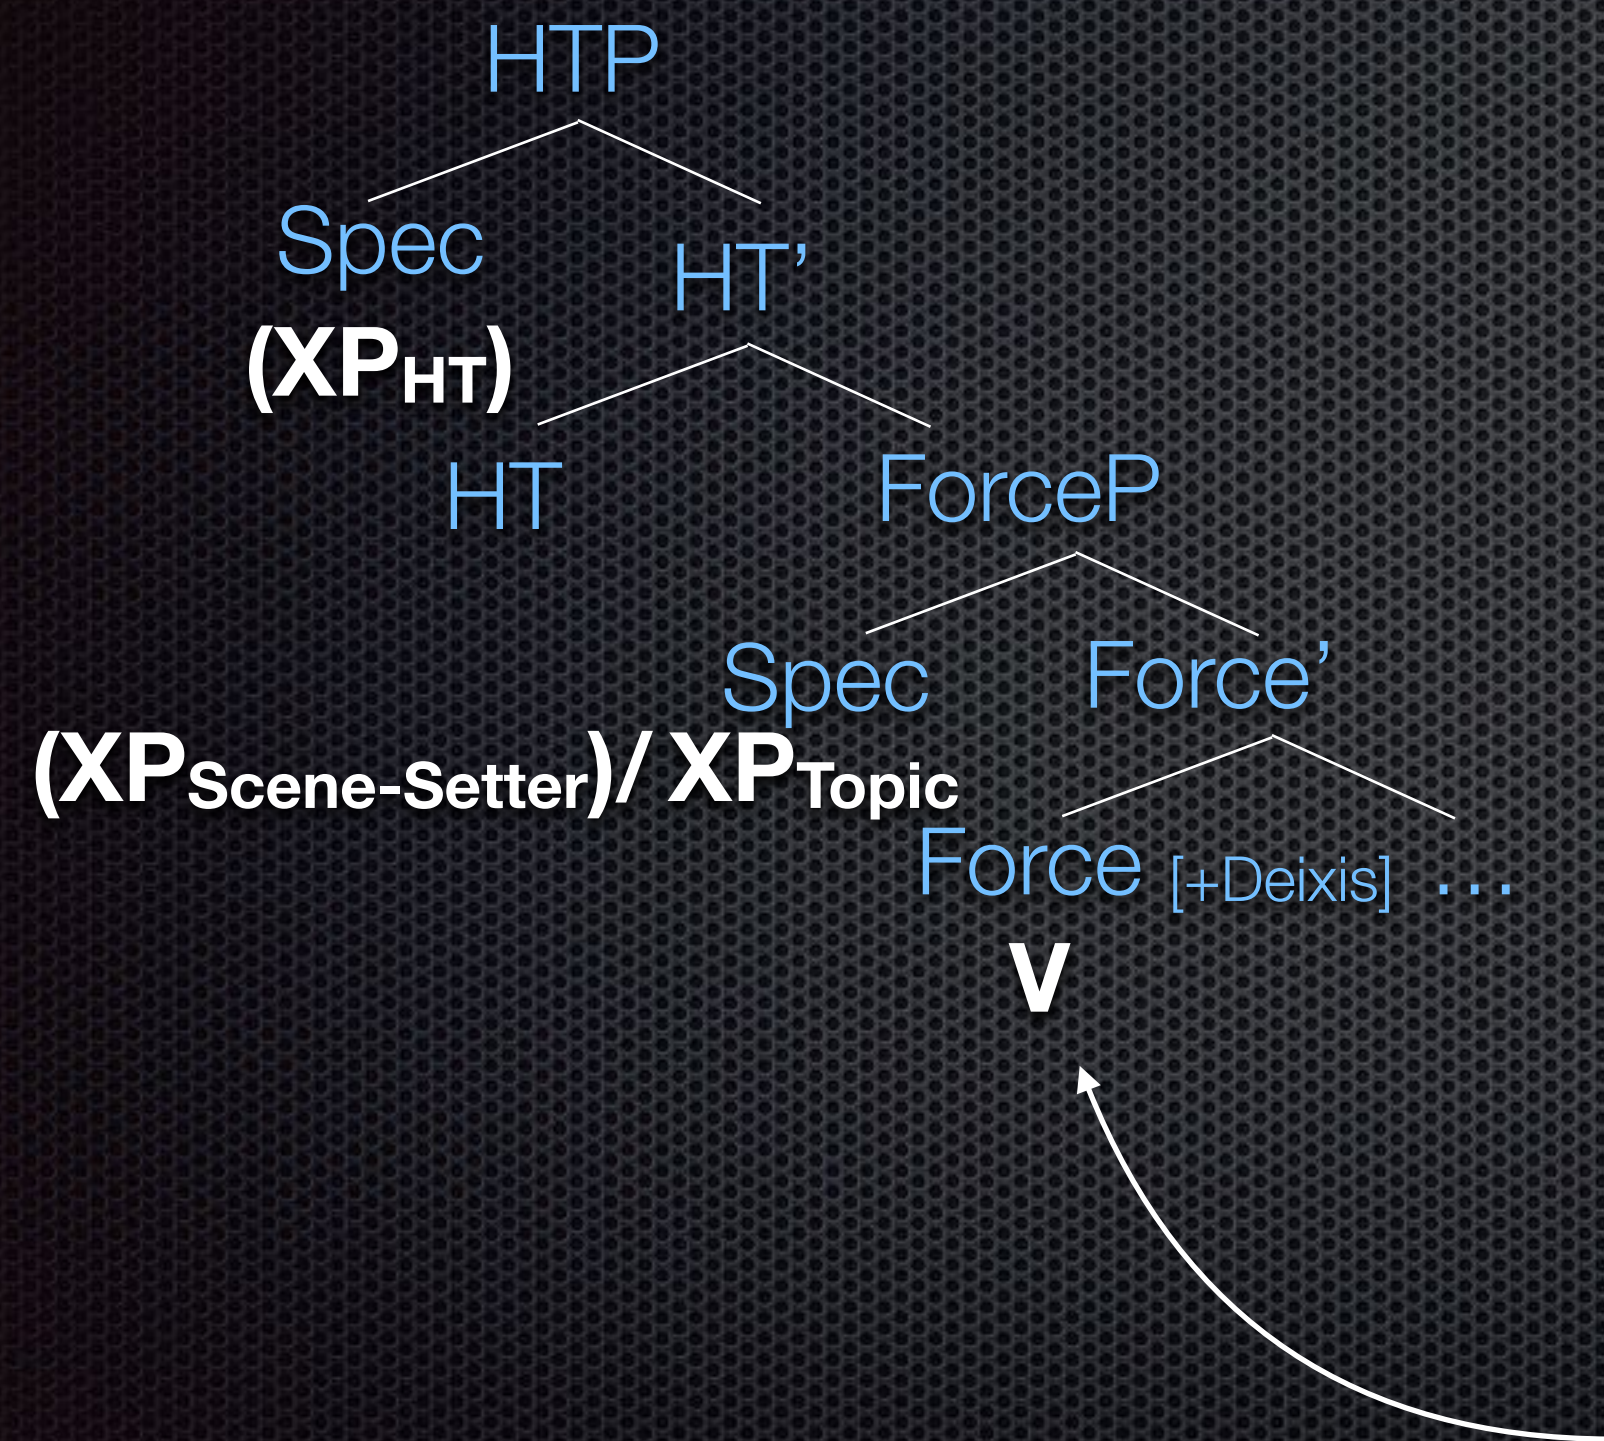 HTP
Spec HT’
(XPHT)
HT ForceP
Spec Force’
(XPScene-Setter)/ XPTopic
Force [+Deixis] …
V